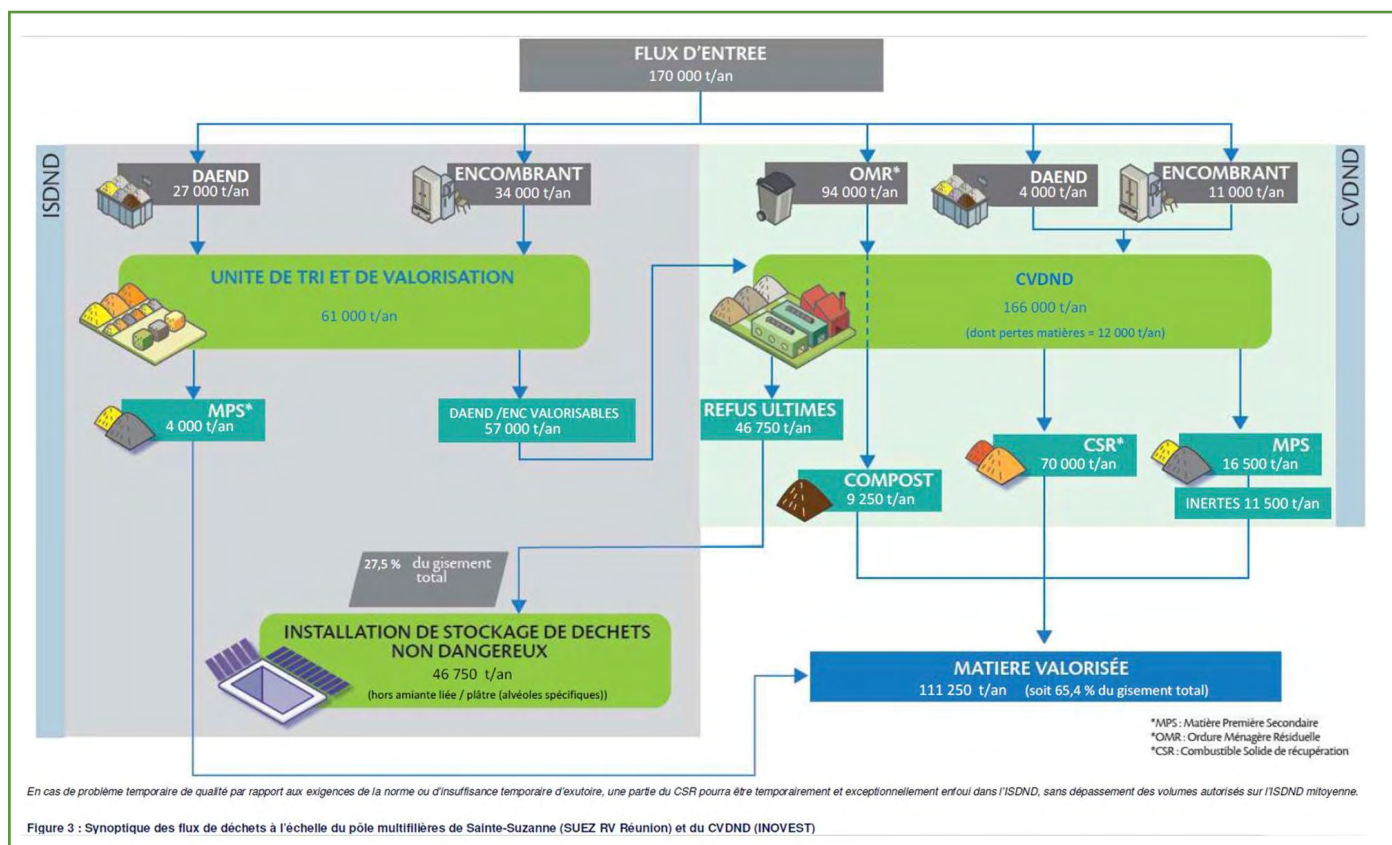 FLUX D'ENTREE
170 000 t/an
ISDND
CVDND
DAEND
27 000 t/an
ENCOMBRANT
34 000 t/an
OMR*
94 000 t/an
DAEND
4 000 t/an
ENCOMBRANT
11 000 t/an
UNITE DE TRI ET DE VALORISATION
61 000 t/an
CVDND
166 000 t/an
(dont pertes matières = 12 000 t/an)
MPS*
4 000 t/an
DAEND /ENC VALORISABLES
57 000 t/an
REFUS ULTIMES
46 750 t/an
COMPOST
9 250 t/an
CSR*
70 000 t/an
MPS
16 500 t/an
INERTES 11 500 t/an
27,5 % du gisement
total
INSTALLATION DE STOCKAGE DE DECHETS
NON DANGEREUX
46 750 t/an
(hors amiante liée / plâtre (alvéoles spécifiques))
MATIERE VALORISÉE
111 250 t/an (soit 65,4 % du gisement total)
*MPS : Matière Première Secondaire
*OMR : Ordure Ménagère Résiduelle
*CSR : Combustible Solide de récupération
En cas de problème temporaire de qualité par rapport aux exigences de la norme ou d'insuffisance temporaire d'exutoire, une partie du CSR pourra être temporairement et exceptionnellement enfoui dans l'ISDND, sans dépassement des volumes autorisés sur l'ISDND mitoyenne.
Figure 3 : Synoptique des flux de déchets à l'échelle du pôle multifilières de Sainte-Suzanne (SUEZ RV Réunion) et du CVDND (INOVEST)